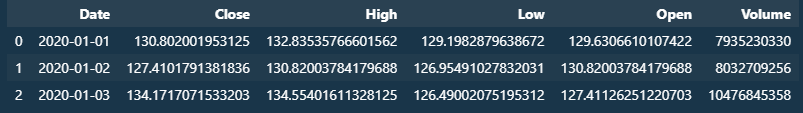 Date Close High Low Open Volume
0 2020-01-01 130.802001953125 132.83535766601562 129.1982879638672 129.6306610107422 7935230330
1 2020-01-02 127.4101791381836 130.82003784179688 126.95491027832031 130.82003784179688 8032709256
2 2020-01-03 134.1717071533203 134.55401611328125 126.49002075195312 127.41126251220703 10476845358